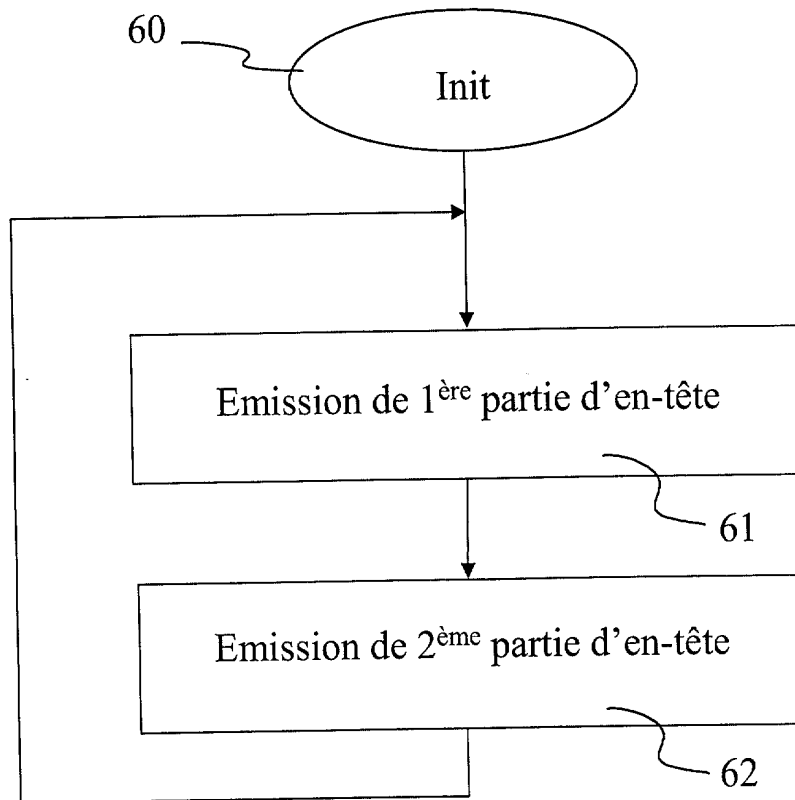 60
Init
Emission de 1ère partie d’en-tête
61
Emission de 2ème partie d’en-tête
62